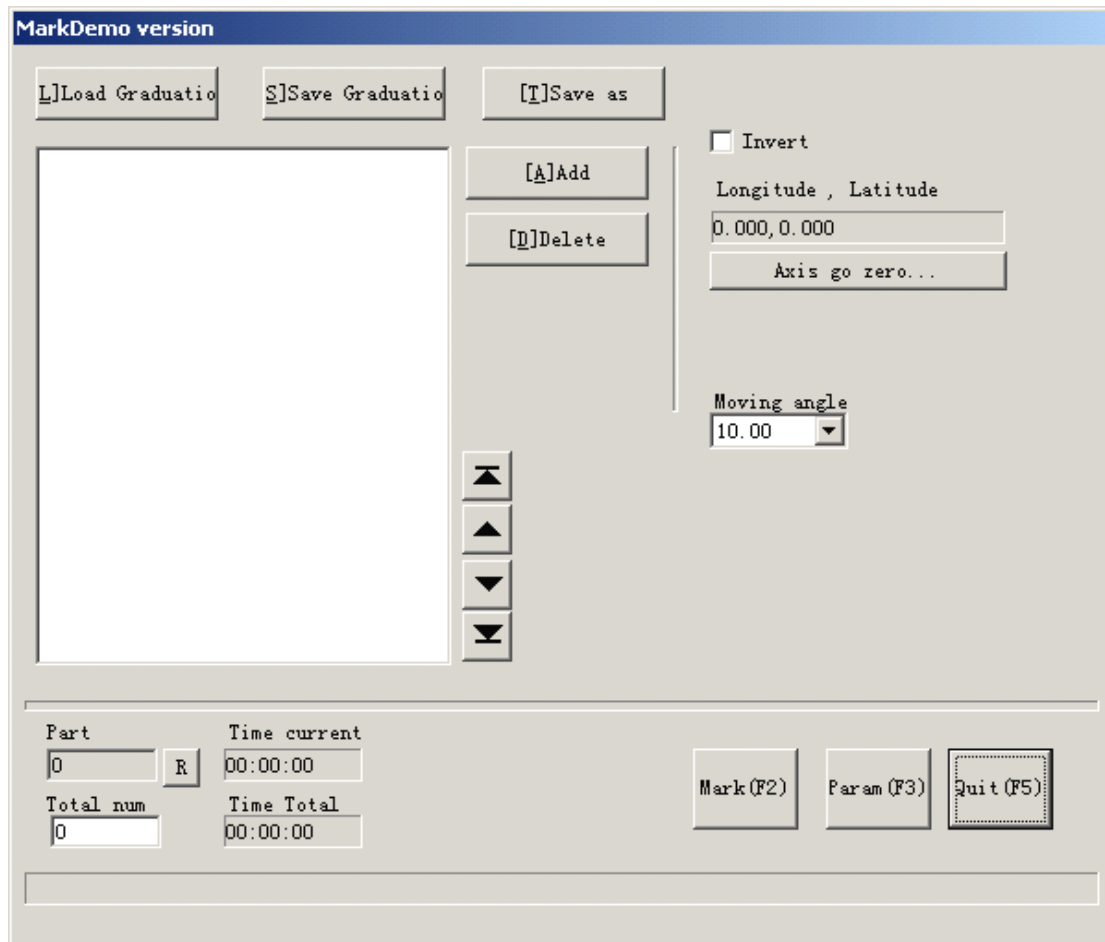 MarkDemo version
L]Load Graduatio
S]Save Graduatio
[T]Save as
[A]Add
[D]Delete
Invert
Longitude , Latitude
0.000,0.000
Axis go zero...
Moving angle
10.00
Part
0
R
Time current
00:00:00
Total num
0
Time Total
00:00:00
Mark(F2)
Param(F3)
Quit(F5)